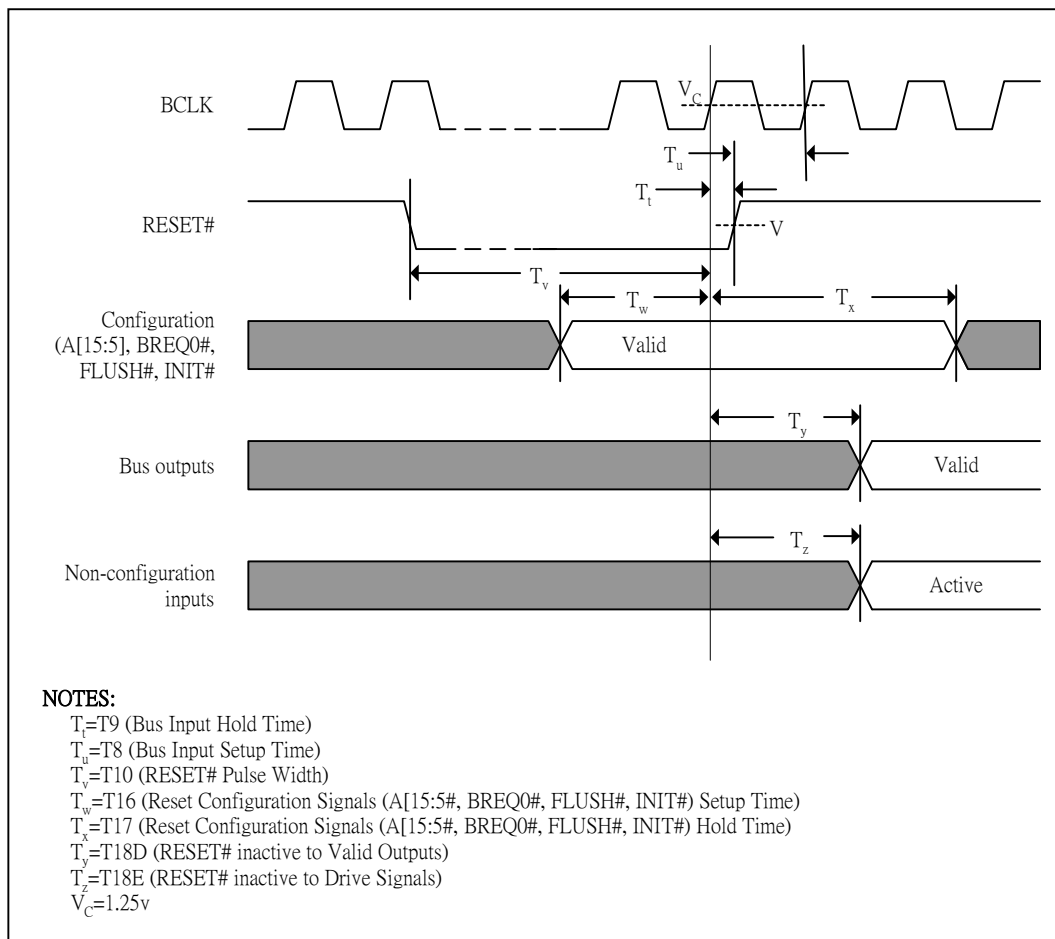 BCLK
V_C
T_u
T_t
RESET#
V
T_v
T_w
T_x
Configuration
(A[15:5], BREQ0#,
FLUSH#, INIT#
Valid
T_y
Bus outputs
Valid
T_z
Non-configuration
inputs
Active
NOTES:
T_t=T9 (Bus Input Hold Time)
T_u=T8 (Bus Input Setup Time)
T_v=T10 (RESET# Pulse Width)
T_w=T16 (Reset Configuration Signals (A[15:5#, BREQ0#, FLUSH#, INIT#) Setup Time)
T_x=T17 (Reset Configuration Signals (A[15:5#, BREQ0#, FLUSH#, INIT#) Hold Time)
T_y=T18D (RESET# inactive to Valid Outputs)
T_z=T18E (RESET# inactive to Drive Signals)
V_C=1.25v